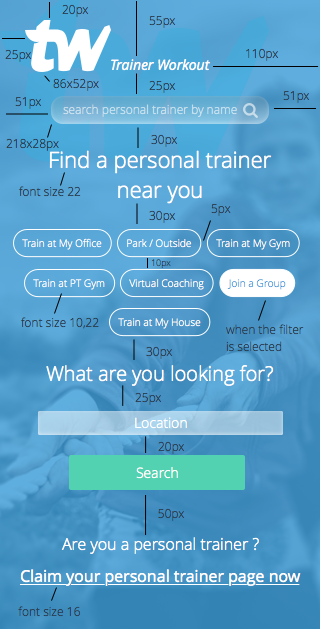 20px
55px
tw
25px
Trainer Workout
110px
86x52px
25px
51px
search personal trainer by name
51px
218x28px
30px
Find a personal trainer
near you
font size 22
30px
5px
Train at My Office
Park / Outside
Train at My Gym
10px
Train at PT Gym
Virtual Coaching
Join a Group
font size 10,22
Train at My House
when the filter
is selected
30px
What are you looking for?
25px
Location
20px
Search
50px
Are you a personal trainer ?
Claim your personal trainer page now
font size 16